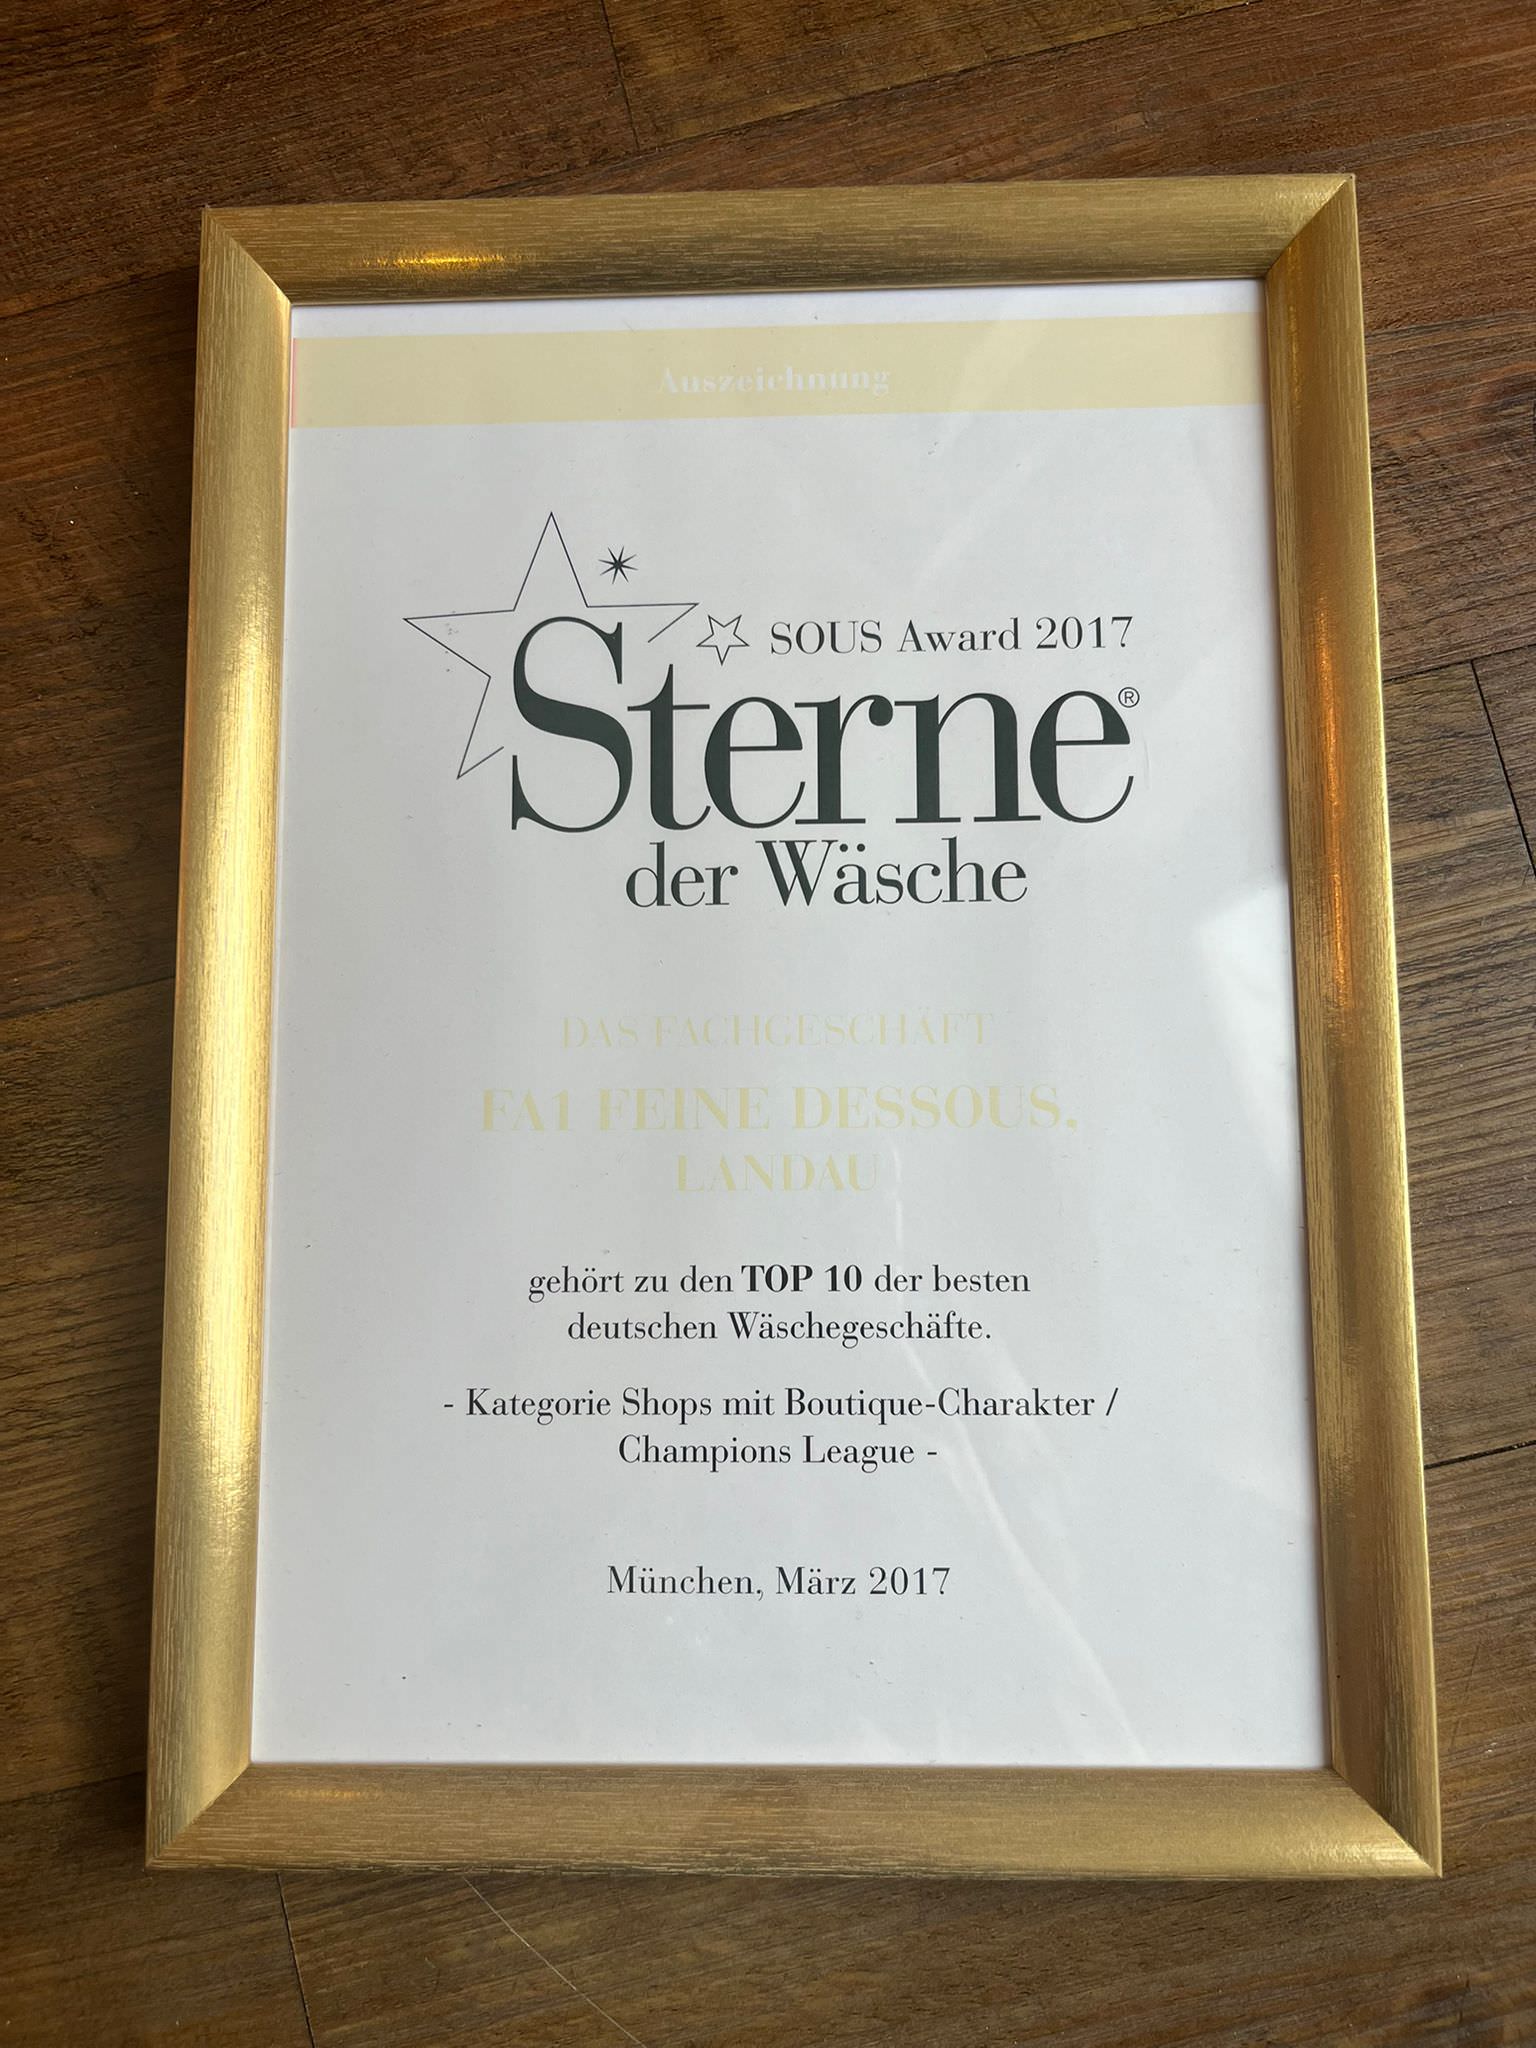 Auszeichnung
SOUS Award 2017
Sterne®
der Wäsche
DAS FACHGESCHÄFT
FA1 FEINE DESSOUS,
LANDAU
gehört zu den TOP 10 der besten
deutschen Wäschegeschäfte.
- Kategorie Shops mit Boutique-Charakter /
Champions League -
München, März 2017